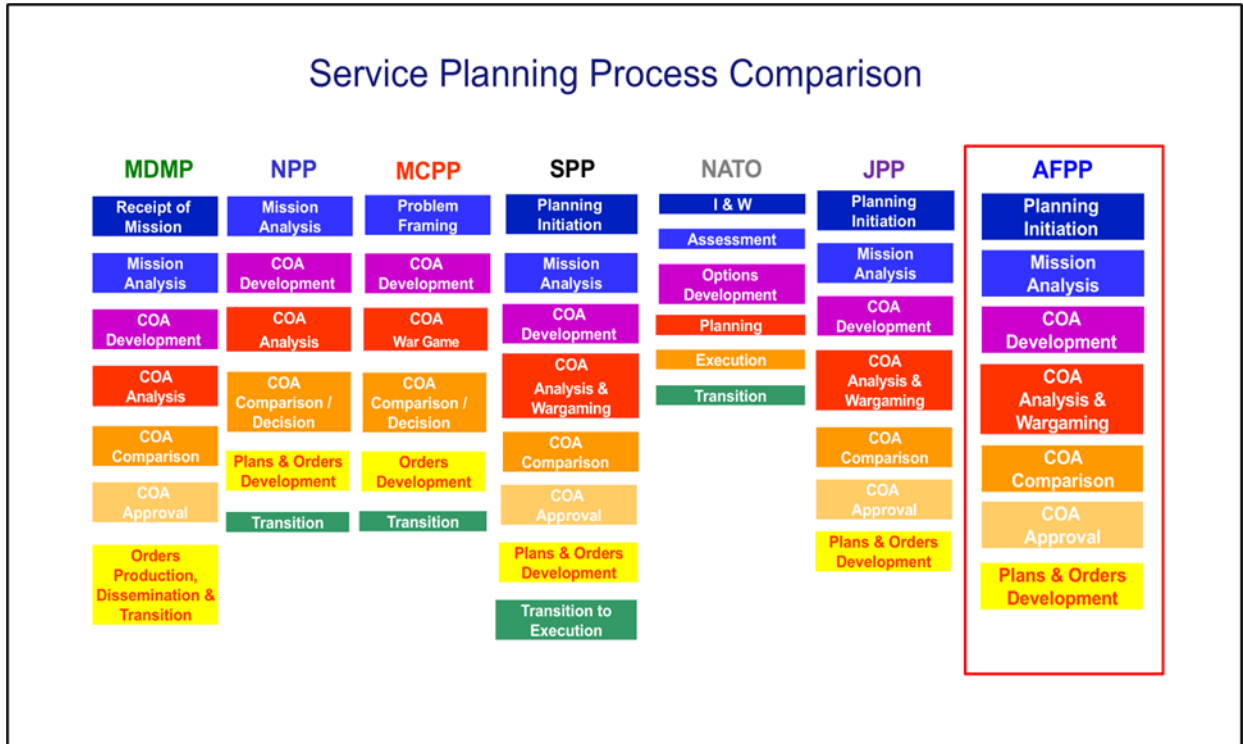 Service Planning Process Comparison
MDMP
Receipt of
Mission
Mission
Analysis
COA
Development
COA
Analysis
COA
Comparison
COA
Approval
Orders
Production,
Dissemination &
Transition
NPP
Mission
Analysis
COA
Development
COA
Analysis
COA
Comparison /
Decision
Plans & Orders
Development
Transition
MCPP
Problem
Framing
COA
Development
COA
War Game
COA
Comparison /
Decision
Orders
Development
Transition
SPP
Planning
Initiation
Mission
Analysis
COA
Development
COA
Analysis &
Wargaming
COA
Comparison
COA
Approval
Plans & Orders
Development
Transition to
Execution
NATO
I & W
Assessment
Options
Development
Planning
Execution
Transition
JPP
Planning
Initiation
Mission
Analysis
COA
Development
COA
Analysis &
Wargaming
COA
Comparison
COA
Approval
Plans & Orders
Development
AFPP
Planning
Initiation
Mission
Analysis
COA
Development
COA
Analysis &
Wargaming
COA
Comparison
COA
Approval
Plans & Orders
Development